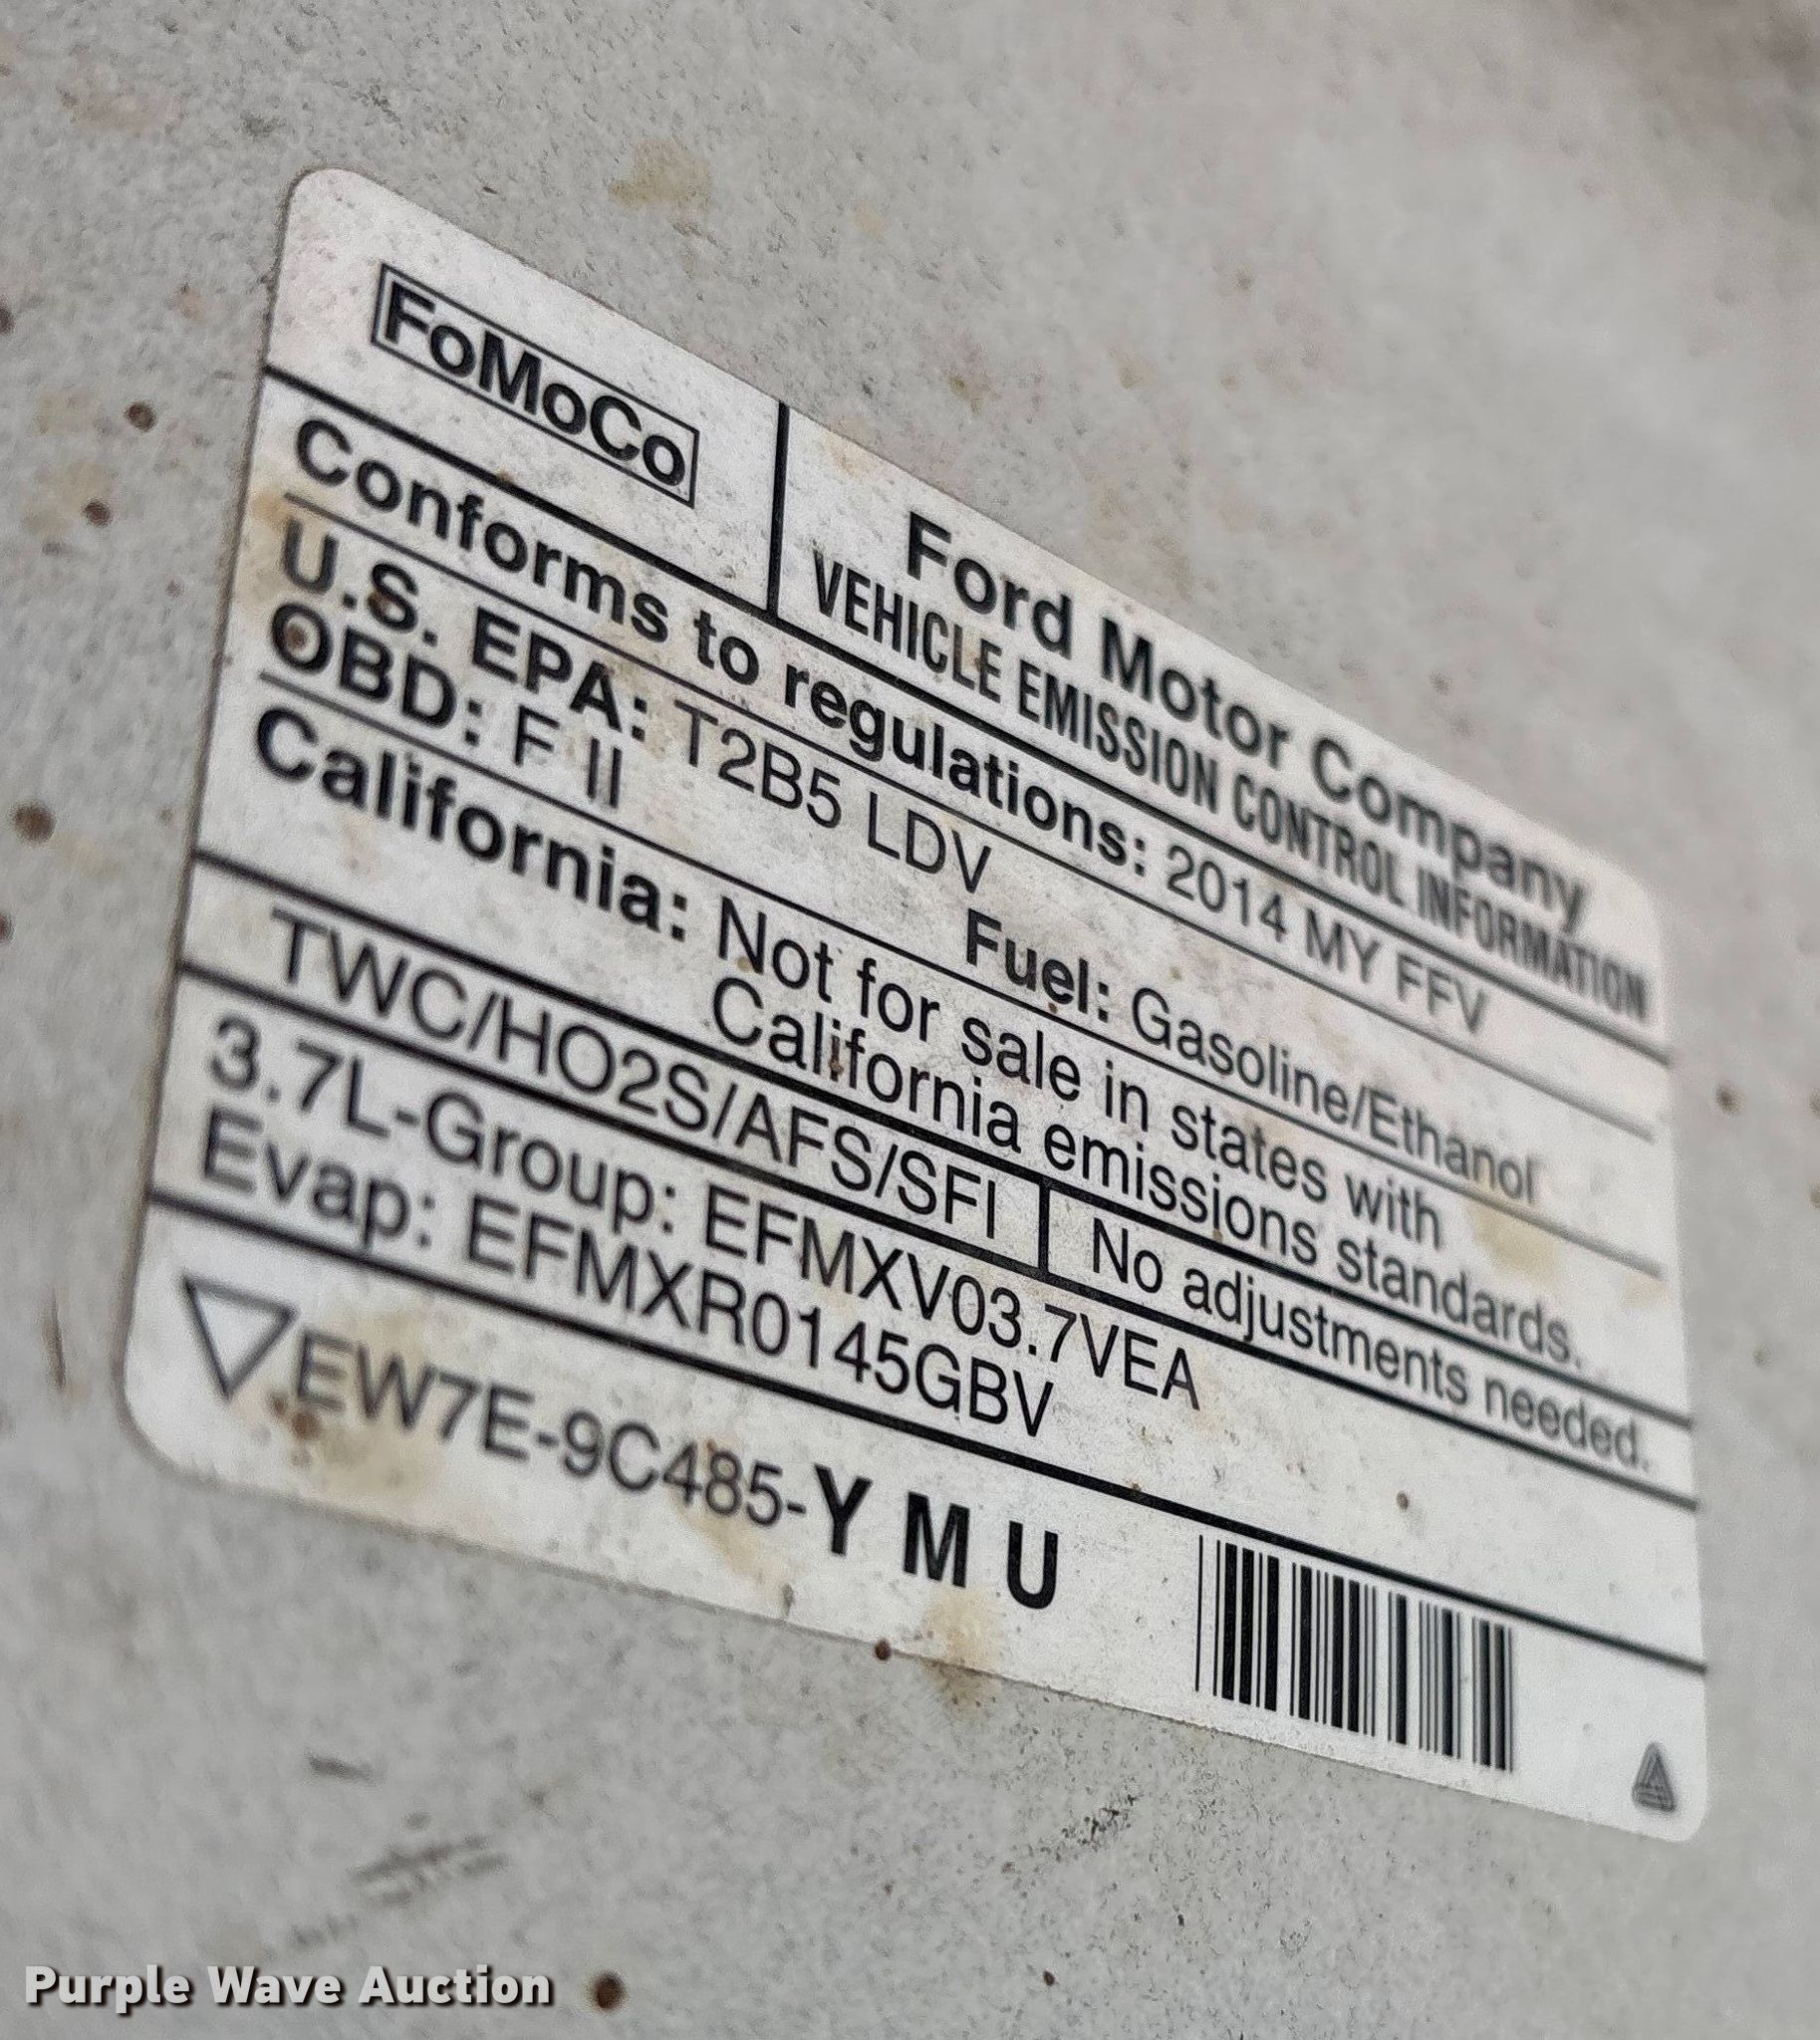 FoMoCo
Ford Motor Company
VEHICLE EMISSION CONTROL INFORMATION
Conforms to regulations: 2014 MY FFV
U.S. EPA: T2B5 LDV
OBD: F II Fuel: Gasoline/Ethanol
California: Not for sale in states with
California emissions standards.
TWC/HO2S/AFS/SFI No adjustments needed.
3.7L-Group: EFMXV03.7VEA
Evap: EFMXR0145GBV
EW7E-9C485-Y M U
Purple Wave Auction